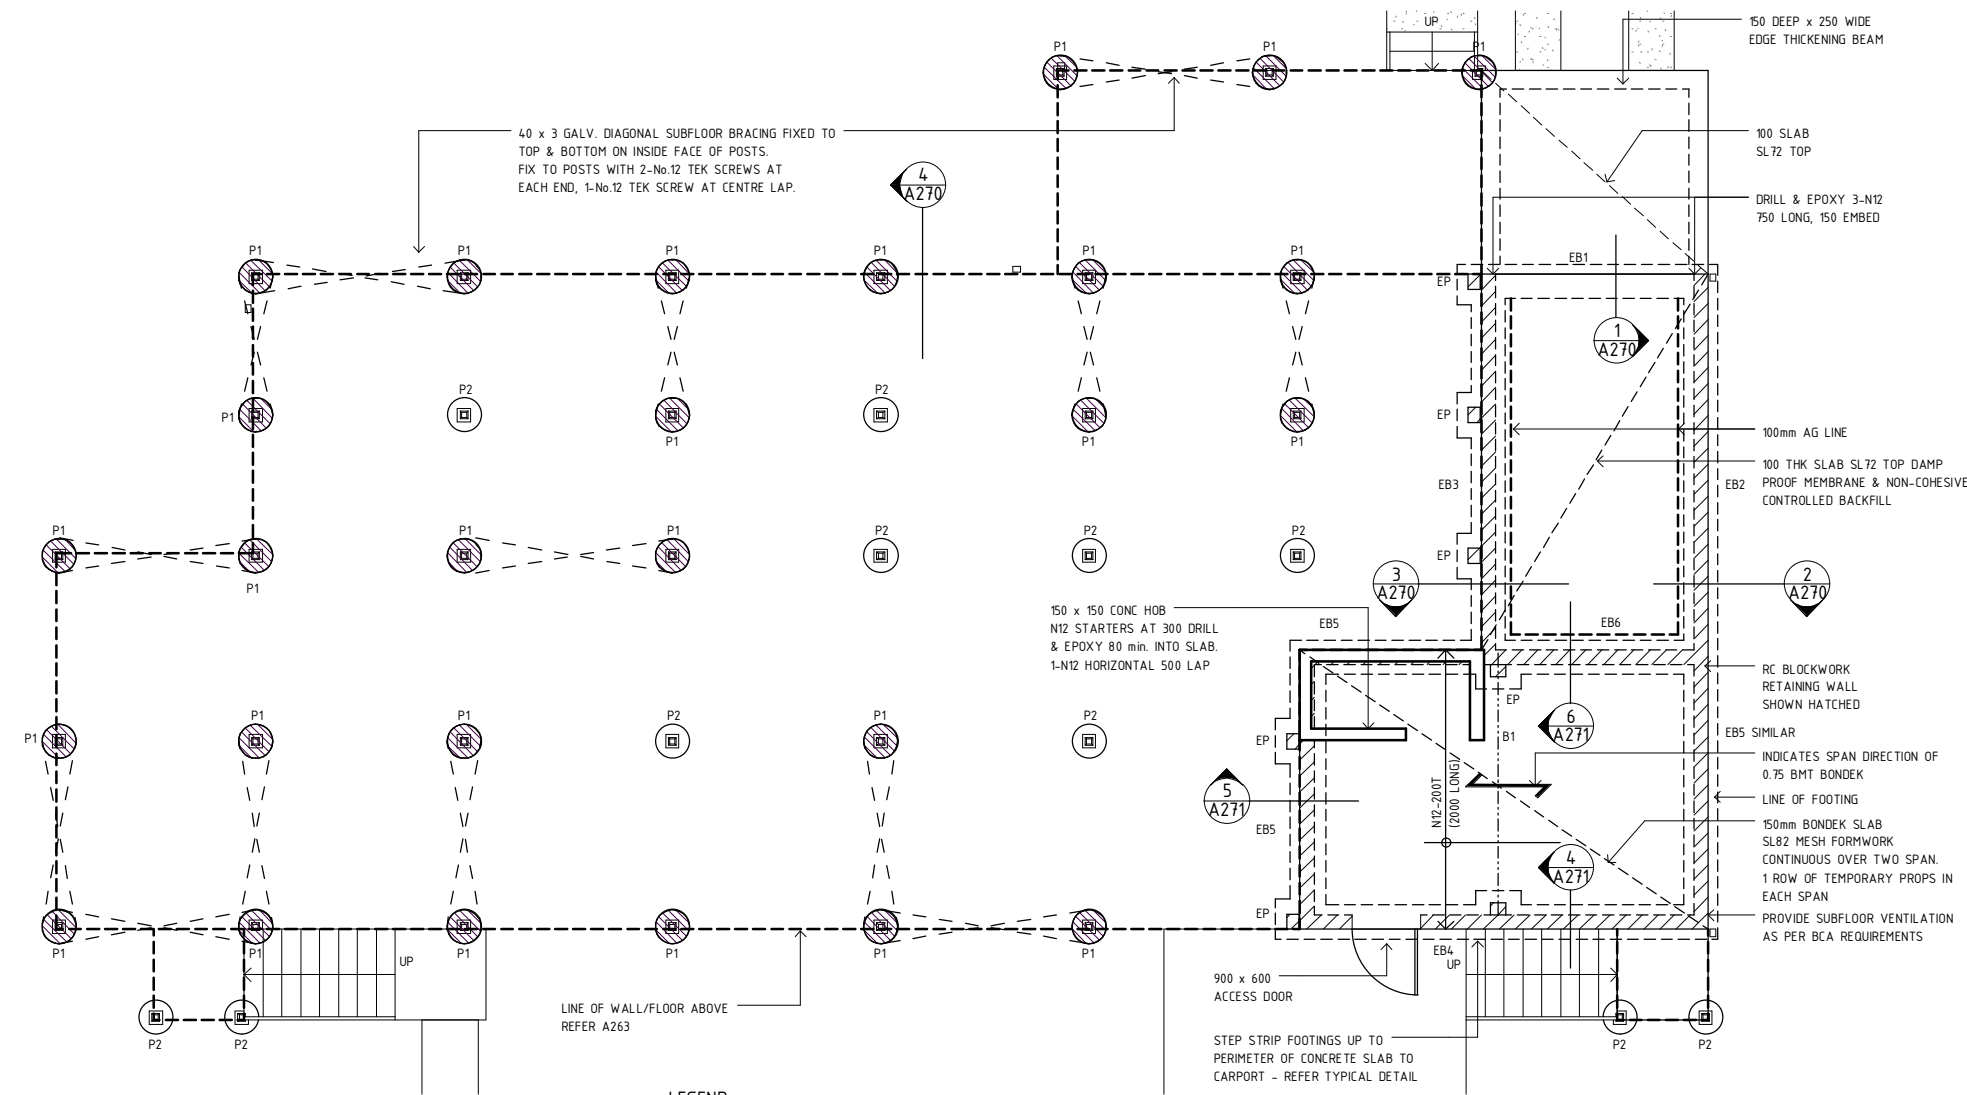 UP
150 DEEP x 250 WIDE
EDGE THICKENING BEAM
P1
P1
P1
40 x 3 GALV. DIAGONAL SUBFLOOR BRACING FIXED TO
TOP & BOTTOM ON INSIDE FACE OF POSTS.
FIX TO POSTS WITH 2-No.12 TEK SCREWS AT
EACH END, 1-No.12 TEK SCREW AT CENTRE LAP.
100 SLAB
SL72 TOP
4
A270
DRILL & EPOXY 3-N12
750 LONG, 150 EMBED
P1
P1
P1
P1
P1
P1
EB1
EP
1
A270
P1
P2
P1
P2
P1
P1
EP
100mm AG LINE
100 THK SLAB SL72 TOP DAMP
PROOF MEMBRANE & NON-COHESIVE
CONTROLLED BACKFILL
EB3
EB2
P1
P1
P1
P1
P2
P2
P2
EP
3
A270
2
A270
150 x 150 CONC HOB
N12 STARTERS AT 300 DRILL
& EPOXY 80 min. INTO SLAB.
1-N12 HORIZONTAL 500 LAP
EB5
EB6
RC BLOCKWORK
RETAINING WALL
SHOWN HATCHED
EP
P1
P1
P1
P2
P1
P2
EP
B1
6
A271
EB5 SIMILAR
INDICATES SPAN DIRECTION OF
0.75 BMT BONDEK
N12-200T
(2000 LONG)
5
A271
LINE OF FOOTING
EB5
150mm BONDEK SLAB
SL82 MESH FORMWORK
CONTINUOUS OVER TWO SPAN.
1 ROW OF TEMPORARY PROPS IN
EACH SPAN
4
A271
EP
PROVIDE SUBFLOOR VENTILATION
AS PER BCA REQUIREMENTS
P1
P1
P1
P1
P1
P1
UP
EB4
UP
900 x 600
ACCESS DOOR
LINE OF WALL/FLOOR ABOVE
REFER A263
P2
P2
P2
P2
STEP STRIP FOOTINGS UP TO
PERIMETER OF CONCRETE SLAB TO
CARPORT - REFER TYPICAL DETAIL
LEGEND